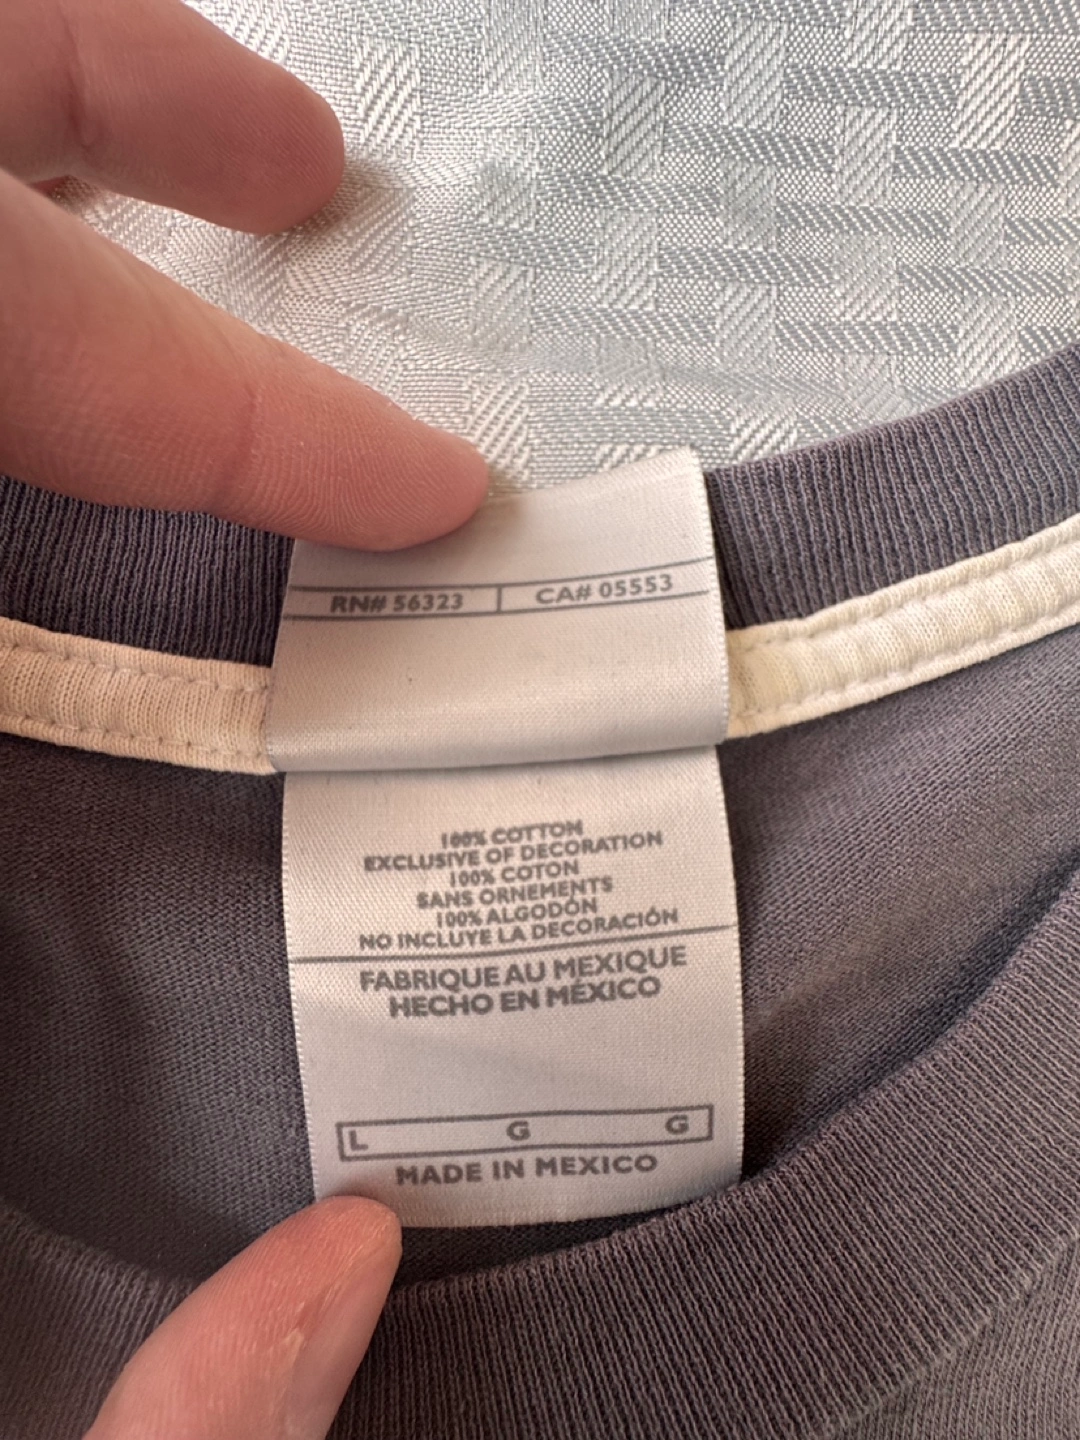 RN# 56323 | CA# 05553
100% COTTON
EXCLUSIVE OF DECORATION
100% COTON
SANS ORNEMENTS
100% ALGODÓN
NO INCLUYE LA DECORACIÓN
FABRIQUE AU MEXIQUE
HECHO EN MÉXICO
L G G
MADE IN MEXICO